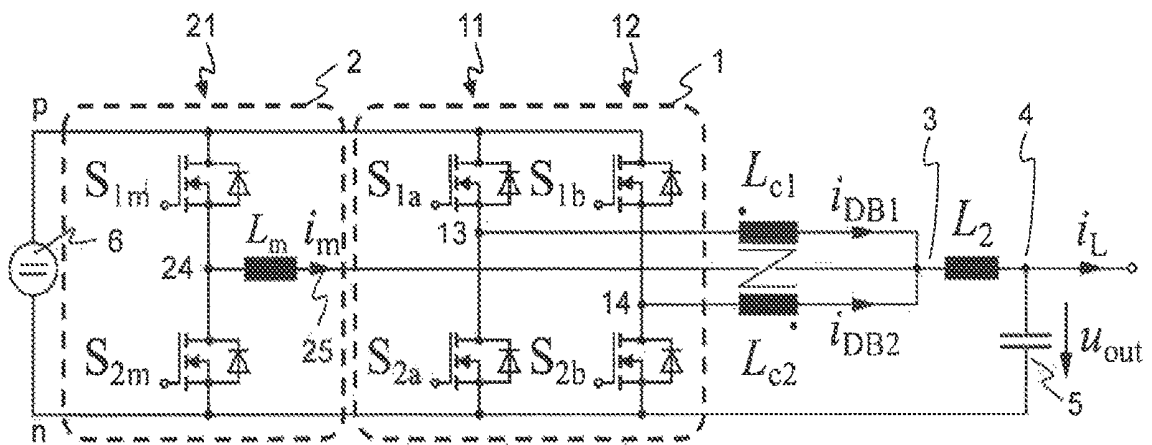 21 11 12
2 1
p 3 4
S1m S1a S1b Lc1 iDB1
6 Lm im 13 L2 iL
24
14
25
S2m S2a S2b Lc2 iDB2 uout
5
n